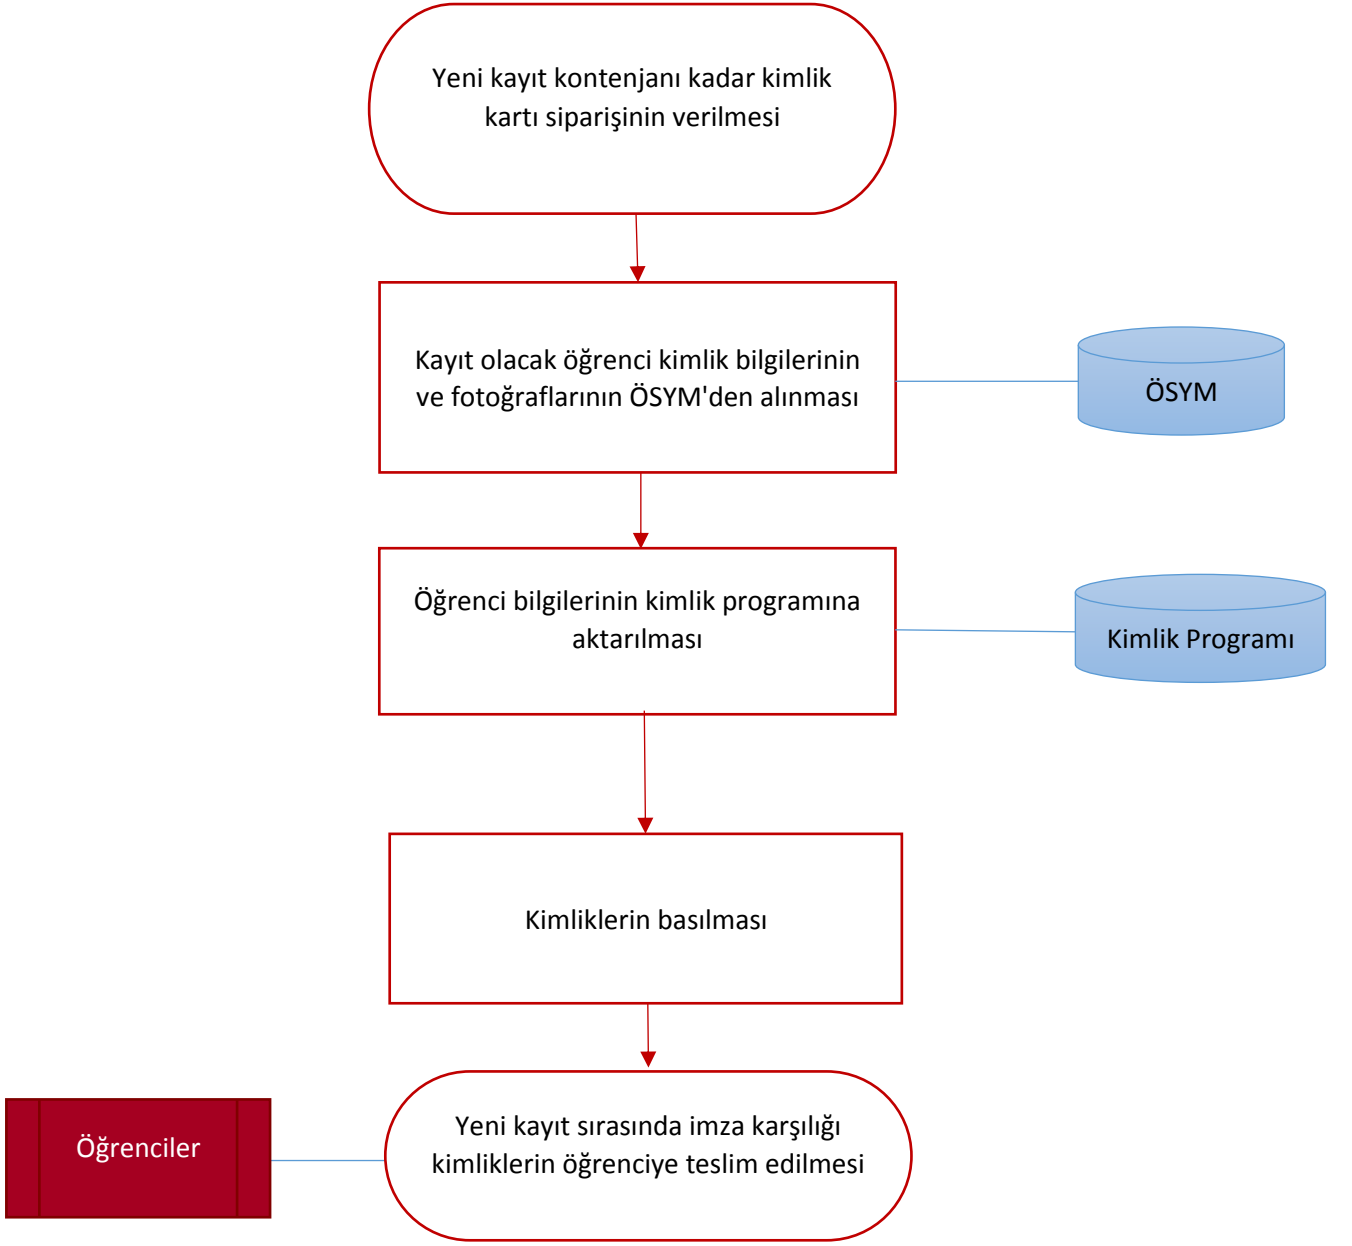 Yeni kayıt kontenjanı kadar kimlik
kartı siparişinin verilmesi
Kayıt olacak öğrenci kimlik bilgilerinin
ve fotoğraflarının ÖSYM'den alınması
ÖSYM
Öğrenci bilgilerinin kimlik programına
aktarılması
Kimlik Programı
Kimliklerin basılması
Öğrenciler
Yeni kayıt sırasında imza karşılığı
kimliklerin öğrenciye teslim edilmesi